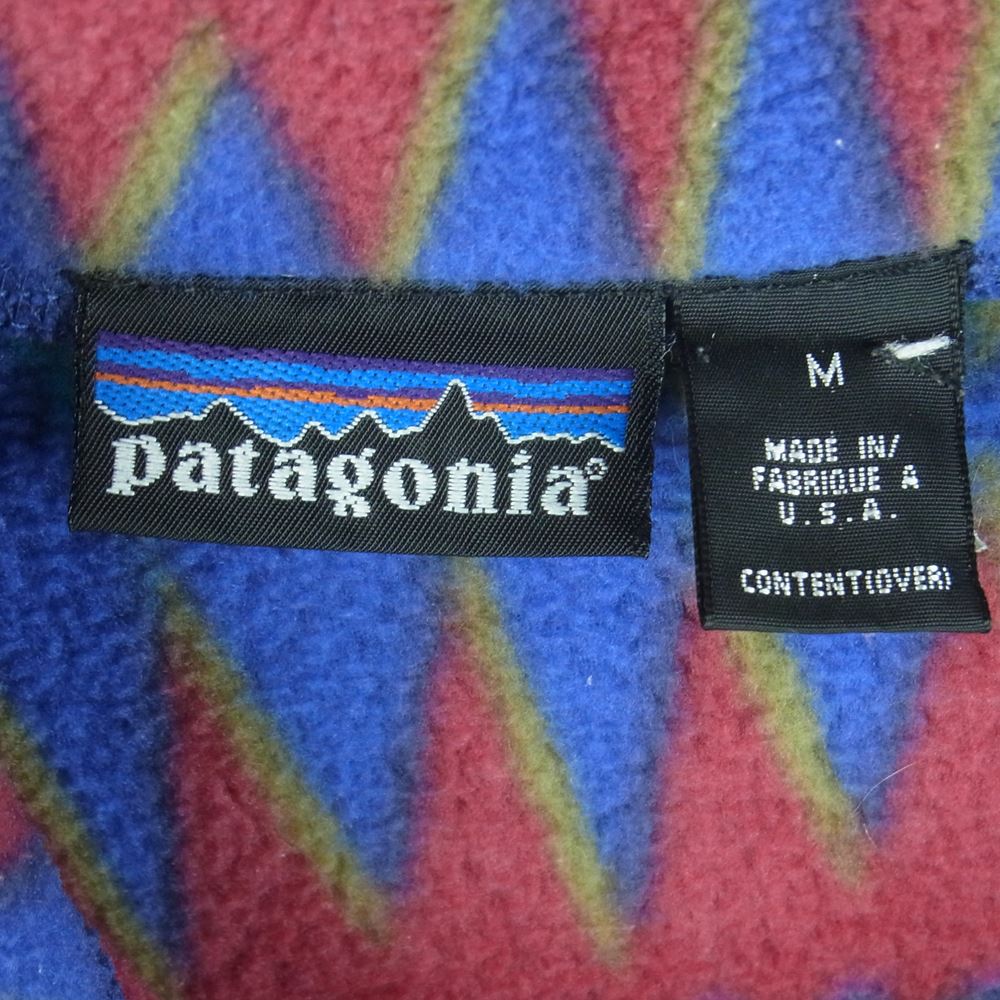 patagonia®
M
MADE IN/
FABRIQUE A
U.S.A.
CONTENT(OVER)